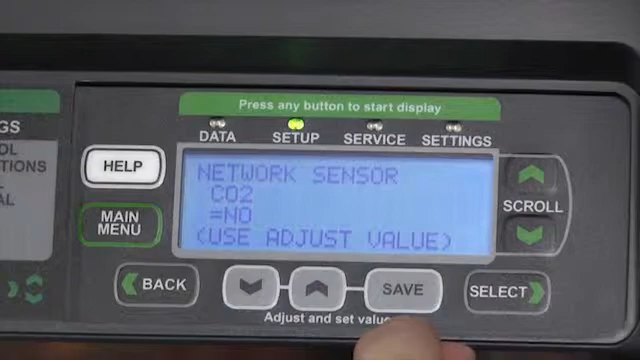 Press any button to start display
DATA SETUP SERVICE SETTINGS
NETWORK SENSOR
CO2
=NO
(USE ADJUST VALUE)
HELP
MAIN
MENU
BACK
SAVE
SELECT
SCROLL
Adjust and set value
GS
OL
TIONS
AL